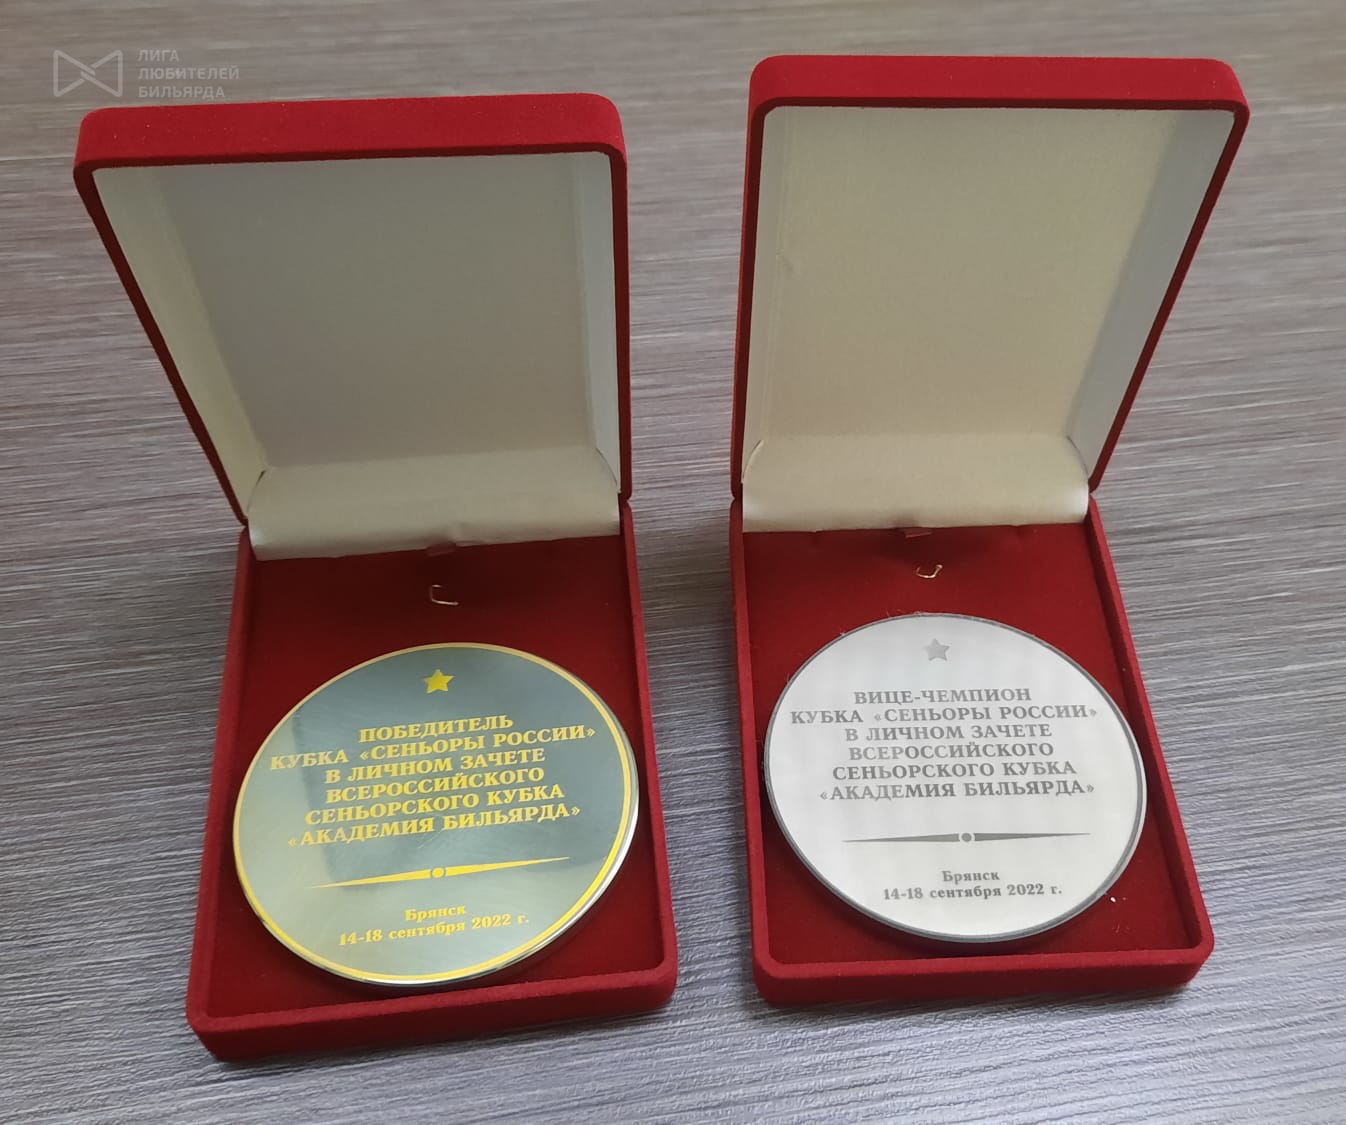 ЛИГА
ЛЮБИТЕЛЕЙ
БИЛЬЯРДА
ПОБЕДИТЕЛЬ
КУБКА «СЕНЬОРЫ РОССИИ»
В ЛИЧНОМ ЗАЧЕТЕ
ВСЕРОССИЙСКОГО
СЕНЬОРСКОГО КУБКА
«АКАДЕМИЯ БИЛЬЯРДА»
Брянск
14-18 сентября 2022 г.
ВИЦЕ-ЧЕМПИОН
КУБКА «СЕНЬОРЫ РОССИИ»
В ЛИЧНОМ ЗАЧЕТЕ
ВСЕРОССИЙСКОГО
СЕНЬОРСКОГО КУБКА
«АКАДЕМИЯ БИЛЬЯРДА»
Брянск
14-18 сентября 2022 г.